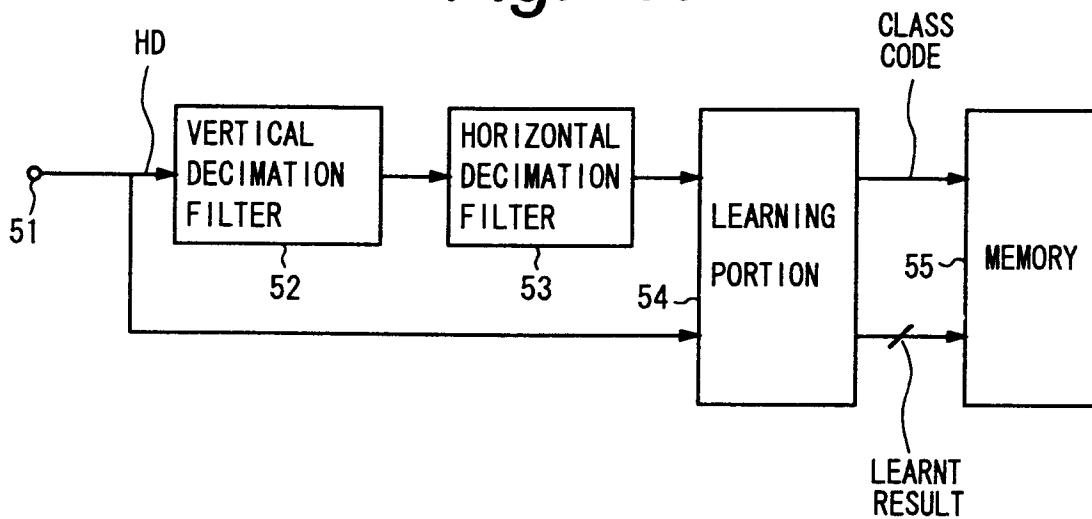 HD
CLASS
CODE
VERTICAL
DECIMATION
FILTER
HORIZONTAL
DECIMATION
FILTER
LEARNING
PORTION
MEMORY
51
52
53
54
55
LEARNT
RESULT